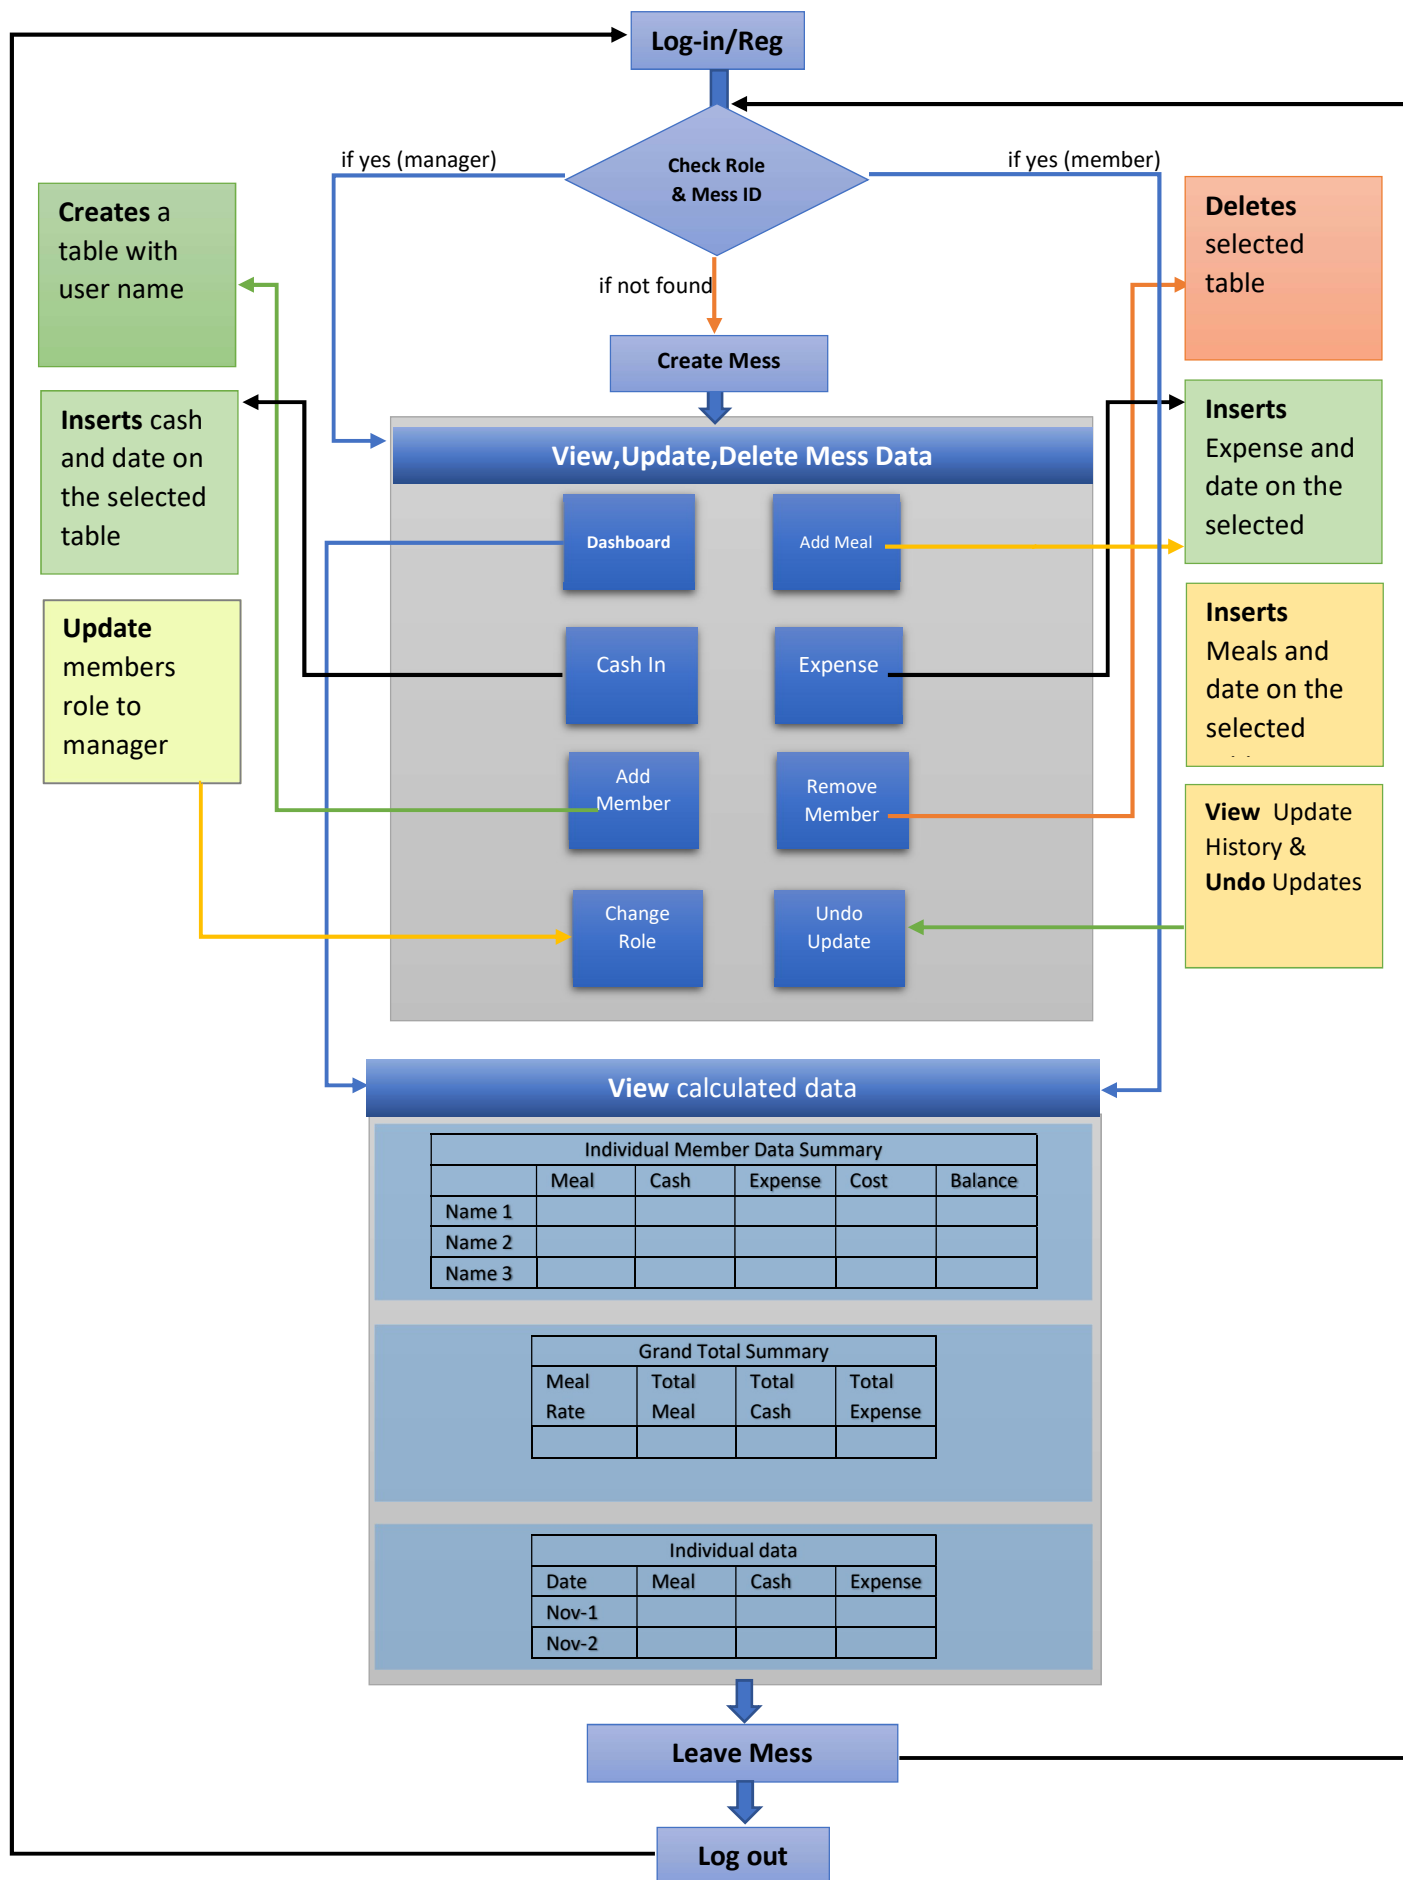 Log-in/Reg
Check Role
& Mess ID
if yes (manager)
if yes (member)
if not found
Creates a
table with
user name
Deletes
selected
table
Create Mess
Inserts cash
and date on
the selected
table
Inserts
Expense and
date on the
selected
View,Update,Delete Mess Data
Dashboard
Add Meal
Update
members
role to
manager
Inserts
Meals and
date on the
selected
Cash In
Expense
Add
Member
Remove
Member
View Update
History &
Undo Updates
Change
Role
Undo
Update
View calculated data
Individual Member Data Summary
Meal Cash Expense Cost Balance
Name 1
Name 2
Name 3
Grand Total Summary
Meal Total Total Total
Rate Meal Cash Expense
Individual data
Date Meal Cash Expense
Nov-1
Nov-2
Leave Mess
Log out